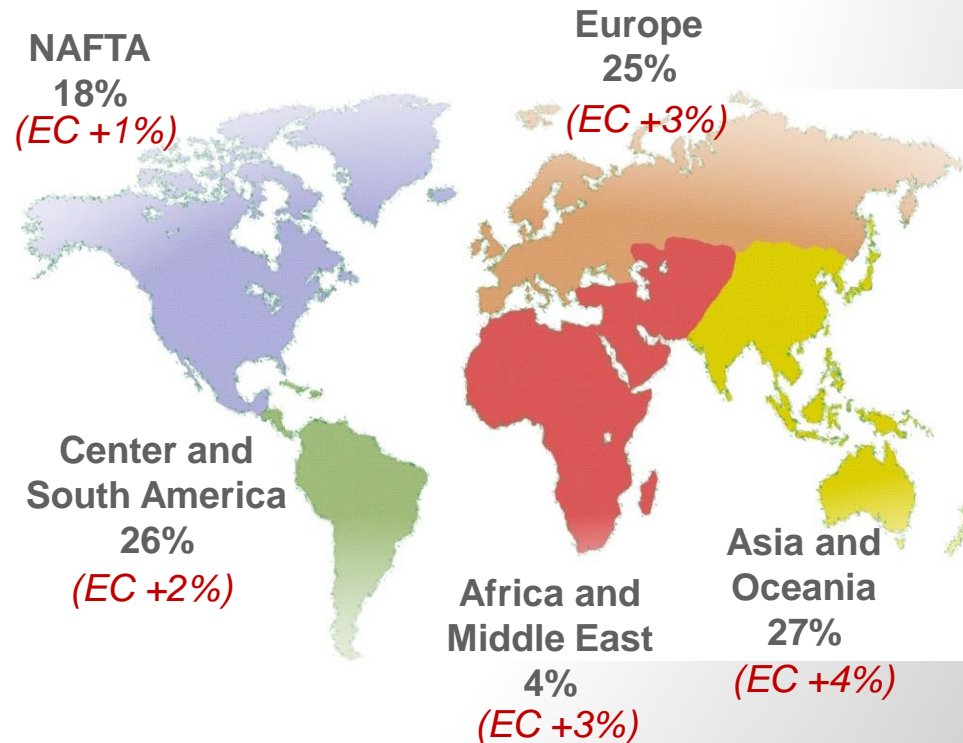 NAFTA
18%
(EC +1%)
Europe
25%
(EC +3%)
Center and
South America
26%
(EC +2%)
Africa and
Middle East
4%
(EC +3%)
Asia and
Oceania
27%
(EC +4%)